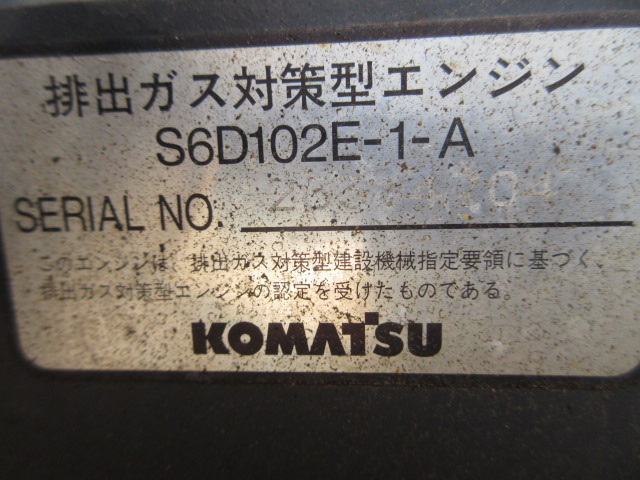 排出ガス対策型エンジン
S6D102E-1-A
SERIAL NO.
このエンジンは、排出ガス対策型建設機械指定要領に基づく、
排出ガス対策型エンジンの認定を受けたものである。
KOMATSU